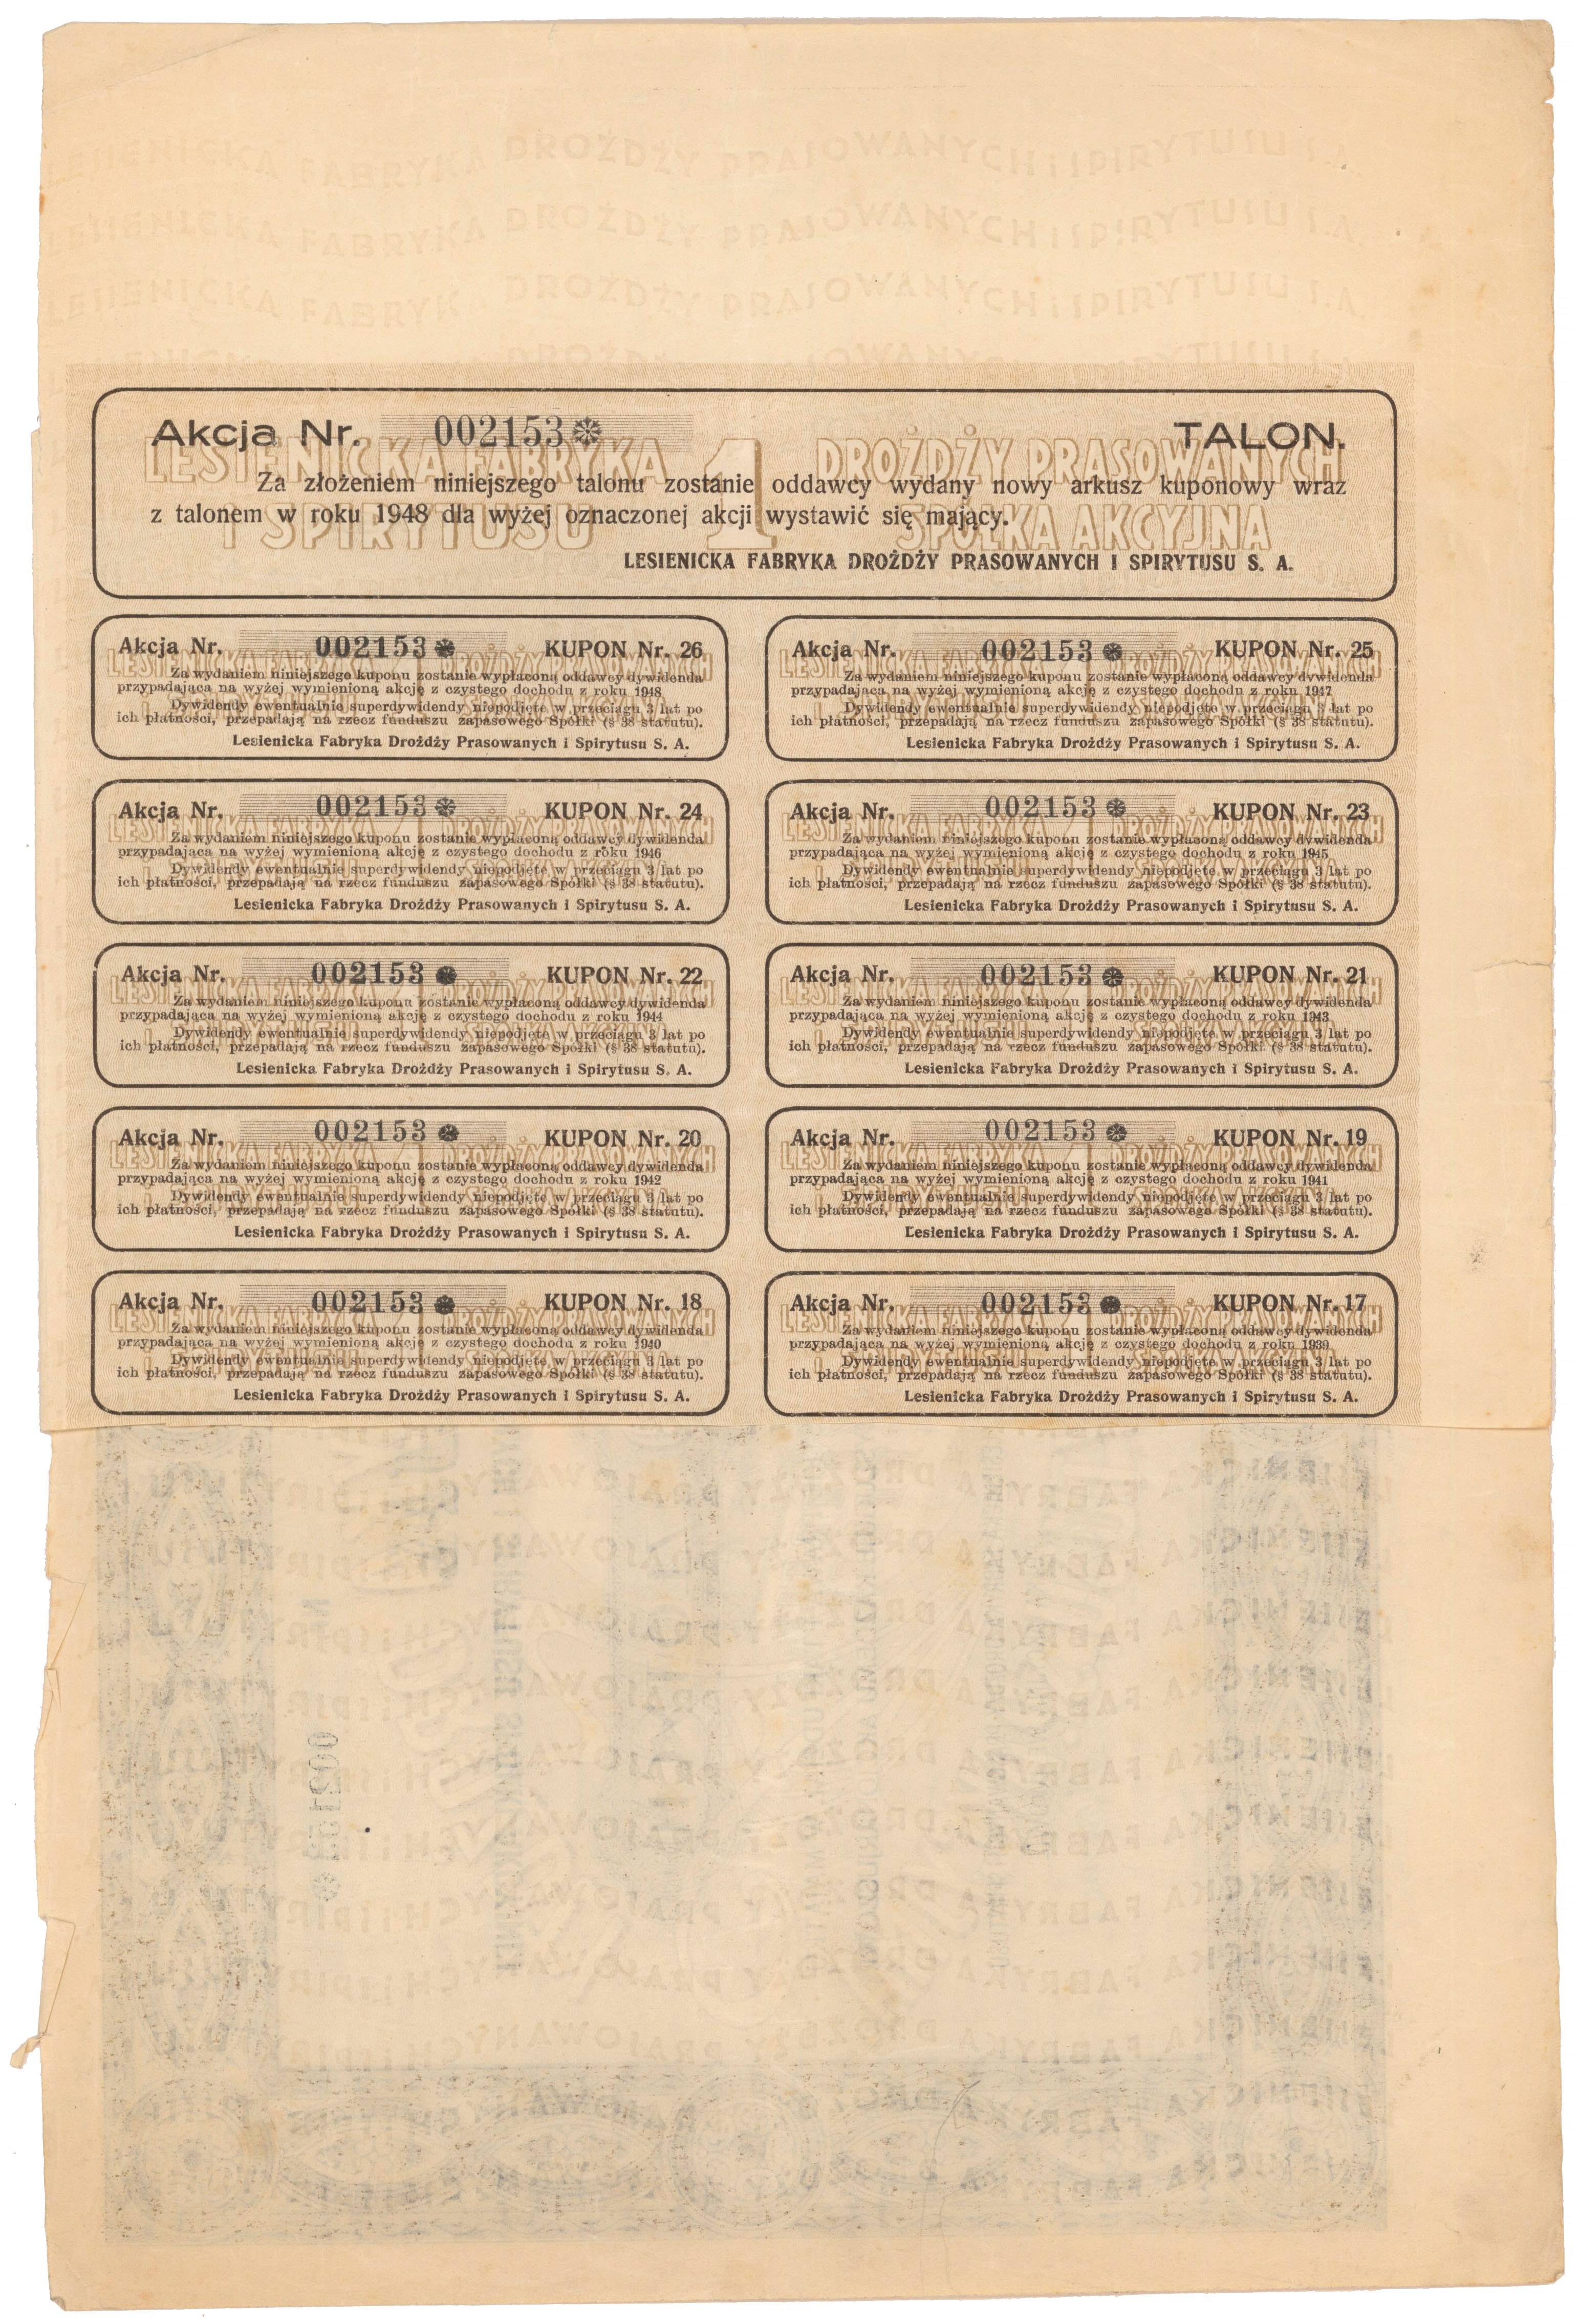 LESIENICKA FABRYKA DROŻDŻY PRASOWANYCH I SPIRYTUSU S.A.
LESIENICKA FABRYKA DROŻDŻY PRASOWANYCH I SPIRYTUSU S.A.
LESIENICKA FABRYKA DROŻDŻY PRASOWANYCH I SPIRYTUSU S.A.
Akcja Nr. 002153 TALON.
LESIENICKA FABRYKA 1 DROŻDŻY PRASOWANYCH
I SPIRYTUSU SPÓŁKA AKCYJNA
Za złożeniem niniejszego talonu zostanie oddawcy wydany nowy arkusz kuponowy wraz
z talonem w roku 1948 dla wyżej oznaczonej akcji wystawić się mający.
LESIENICKA FABRYKA DROŻDŻY PRASOWANYCH I SPIRYTUSU S. A.
Akcja Nr. 002153 KUPON Nr. 26
Za wydaniem niniejszego kuponu zostanie wypłaconą oddawcy dywidenda
przypadająca na wyżej wymienioną akcję z czystego dochodu z roku 1948
Dywidendy ewentualnie superdywidendy niepodjęte w przeciągu 3 lat po
ich płatności, przepadają na rzecz funduszu zapasowego Spółki (§ 38 statutu).
Lesienicka Fabryka Drożdży Prasowanych i Spirytusu S. A.
Akcja Nr. 002153 KUPON Nr. 25
Za wydaniem niniejszego kuponu zostanie wypłaconą oddawcy dywidenda
przypadająca na wyżej wymienioną akcję z czystego dochodu z roku 1947
Dywidendy ewentualnie superdywidendy niepodjęte w przeciągu 3 lat po
ich płatności, przepadają na rzecz funduszu zapasowego Spółki (§ 38 statutu).
Lesienicka Fabryka Drożdży Prasowanych i Spirytusu S. A.
Akcja Nr. 002153 KUPON Nr. 24
Za wydaniem niniejszego kuponu zostanie wypłaconą oddawcy dywidenda
przypadająca na wyżej wymienioną akcję z czystego dochodu z roku 1946
Dywidendy ewentualnie superdywidendy niepodjęte w przeciągu 3 lat po
ich płatności, przepadają na rzecz funduszu zapasowego Spółki (§ 38 statutu).
Lesienicka Fabryka Drożdży Prasowanych i Spirytusu S. A.
Akcja Nr. 002153 KUPON Nr. 23
Za wydaniem niniejszego kuponu zostanie wypłaconą oddawcy dywidenda
przypadająca na wyżej wymienioną akcję z czystego dochodu z roku 1945
Dywidendy ewentualnie superdywidendy niepodjęte w przeciągu 3 lat po
ich płatności, przepadają na rzecz funduszu zapasowego Spółki (§ 38 statutu).
Lesienicka Fabryka Drożdży Prasowanych i Spirytusu S. A.
Akcja Nr. 002153 KUPON Nr. 22
Za wydaniem niniejszego kuponu zostanie wypłaconą oddawcy dywidenda
przypadająca na wyżej wymienioną akcję z czystego dochodu z roku 1944
Dywidendy ewentualnie superdywidendy niepodjęte w przeciągu 3 lat po
ich płatności, przepadają na rzecz funduszu zapasowego Spółki (§ 38 statutu).
Lesienicka Fabryka Drożdży Prasowanych i Spirytusu S. A.
Akcja Nr. 002153 KUPON Nr. 21
Za wydaniem niniejszego kuponu zostanie wypłaconą oddawcy dywidenda
przypadająca na wyżej wymienioną akcję z czystego dochodu z roku 1943
Dywidendy ewentualnie superdywidendy niepodjęte w przeciągu 3 lat po
ich płatności, przepadają na rzecz funduszu zapasowego Spółki (§ 38 statutu).
Lesienicka Fabryka Drożdży Prasowanych i Spirytusu S. A.
Akcja Nr. 002153 KUPON Nr. 20
Za wydaniem niniejszego kuponu zostanie wypłaconą oddawcy dywidenda
przypadająca na wyżej wymienioną akcję z czystego dochodu z roku 1942
Dywidendy ewentualnie superdywidendy niepodjęte w przeciągu 3 lat po
ich płatności, przepadają na rzecz funduszu zapasowego Spółki (§ 38 statutu).
Lesienicka Fabryka Drożdży Prasowanych i Spirytusu S. A.
Akcja Nr. 002153 KUPON Nr. 19
Za wydaniem niniejszego kuponu zostanie wypłaconą oddawcy dywidenda
przypadająca na wyżej wymienioną akcję z czystego dochodu z roku 1941
Dywidendy ewentualnie superdywidendy niepodjęte w przeciągu 3 lat po
ich płatności, przepadają na rzecz funduszu zapasowego Spółki (§ 38 statutu).
Lesienicka Fabryka Drożdży Prasowanych i Spirytusu S. A.
Akcja Nr. 002153 KUPON Nr. 18
Za wydaniem niniejszego kuponu zostanie wypłaconą oddawcy dywidenda
przypadająca na wyżej wymienioną akcję z czystego dochodu z roku 1940
Dywidendy ewentualnie superdywidendy niepodjęte w przeciągu 3 lat po
ich płatności, przepadają na rzecz funduszu zapasowego Spółki (§ 38 statutu).
Lesienicka Fabryka Drożdży Prasowanych i Spirytusu S. A.
Akcja Nr. 002153 KUPON Nr. 17
Za wydaniem niniejszego kuponu zostanie wypłaconą oddawcy dywidenda
przypadająca na wyżej wymienioną akcję z czystego dochodu z roku 1939
Dywidendy ewentualnie superdywidendy niepodjęte w przeciągu 3 lat po
ich płatności, przepadają na rzecz funduszu zapasowego Spółki (§ 38 statutu).
Lesienicka Fabryka Drożdży Prasowanych i Spirytusu S. A.